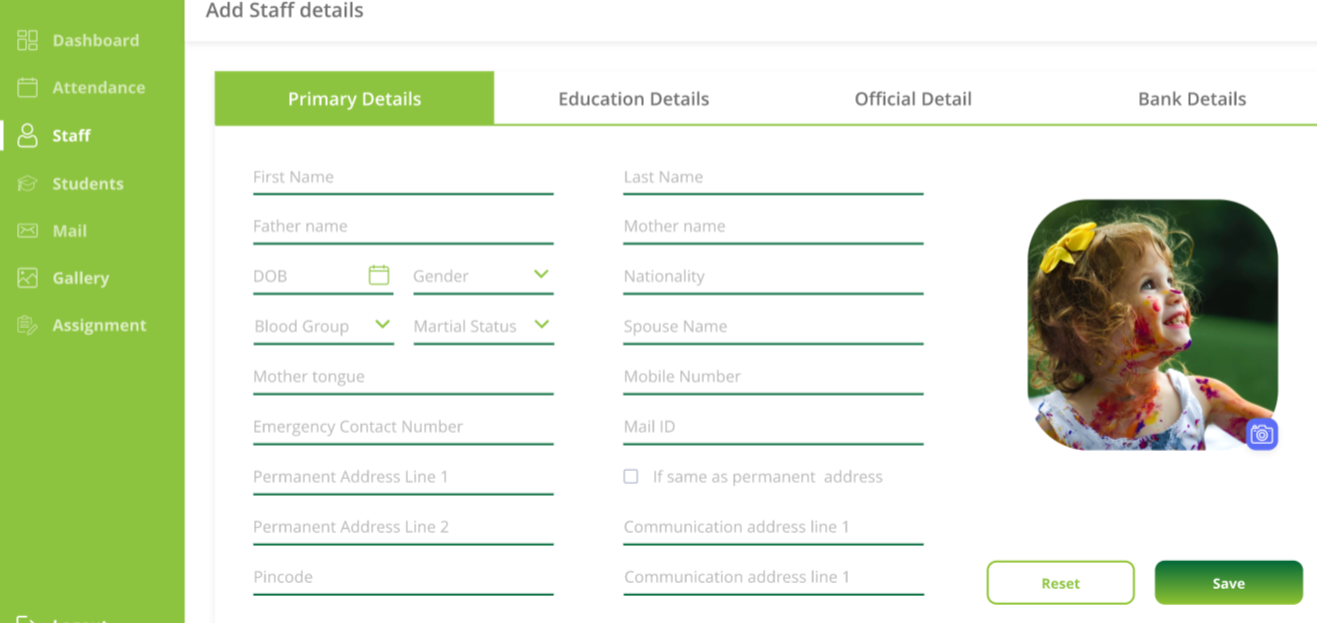 Add Staff details
Dashboard
Attendance
Staff
Students
Mail
Gallery
Assignment
Primary Details
Education Details
Official Detail
Bank Details
First Name
Last Name
Father name
Mother name
DOB
Gender
Nationality
Blood Group
Martial Status
Spouse Name
Mother tongue
Mobile Number
Emergency Contact Number
Mail ID
Permanent Address Line 1
If same as permanent address
Permanent Address Line 2
Communication address line 1
Pincode
Communication address line 1
Reset
Save